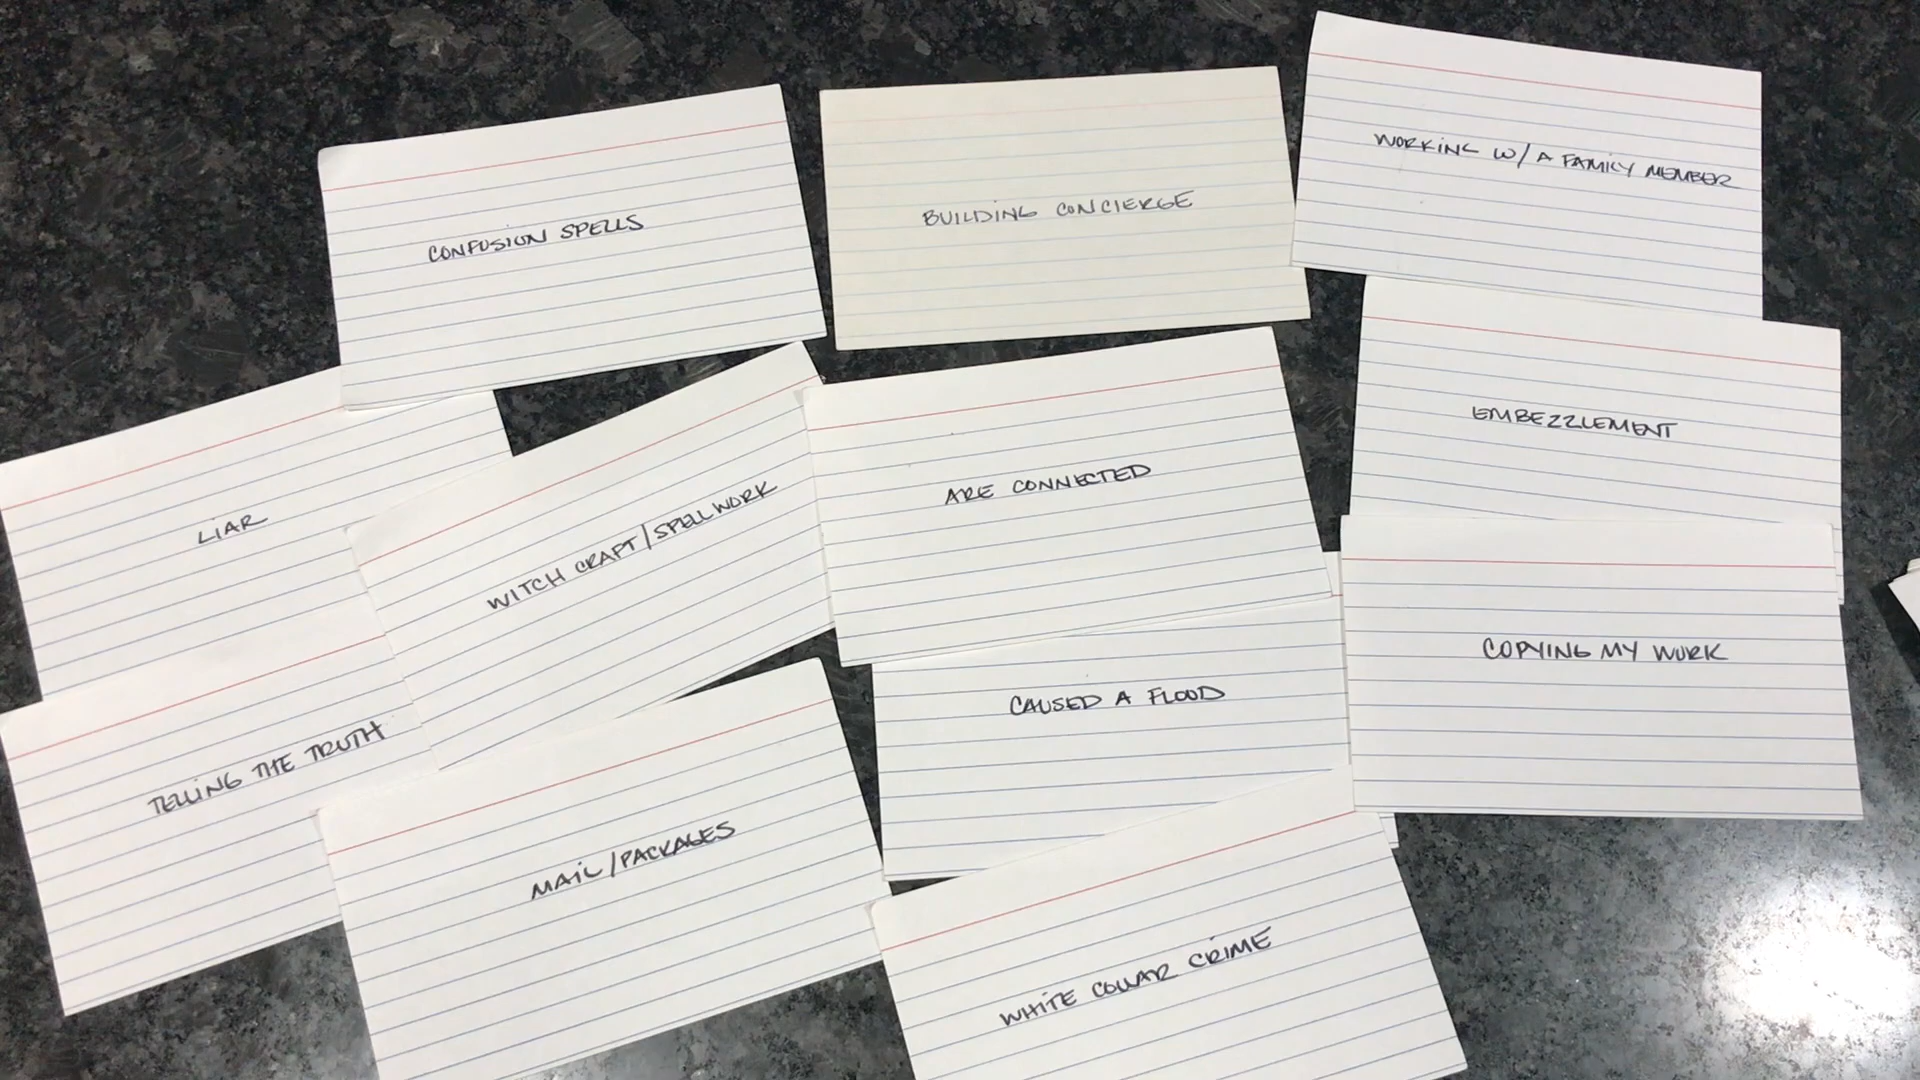 CONFUSION SPELLS
BUILDING CONCIERGE
WORKING W/ A FAMILY MEMBER
LIAR
WITCH CRAFT/SPELLWORK
ARE CONNECTED
EMBEZZLEMENT
TELLING THE TRUTH
MAIL/PACKAGES
CAUSED A FLOOD
COPYING MY WORK
WHITE COLLAR CRIME